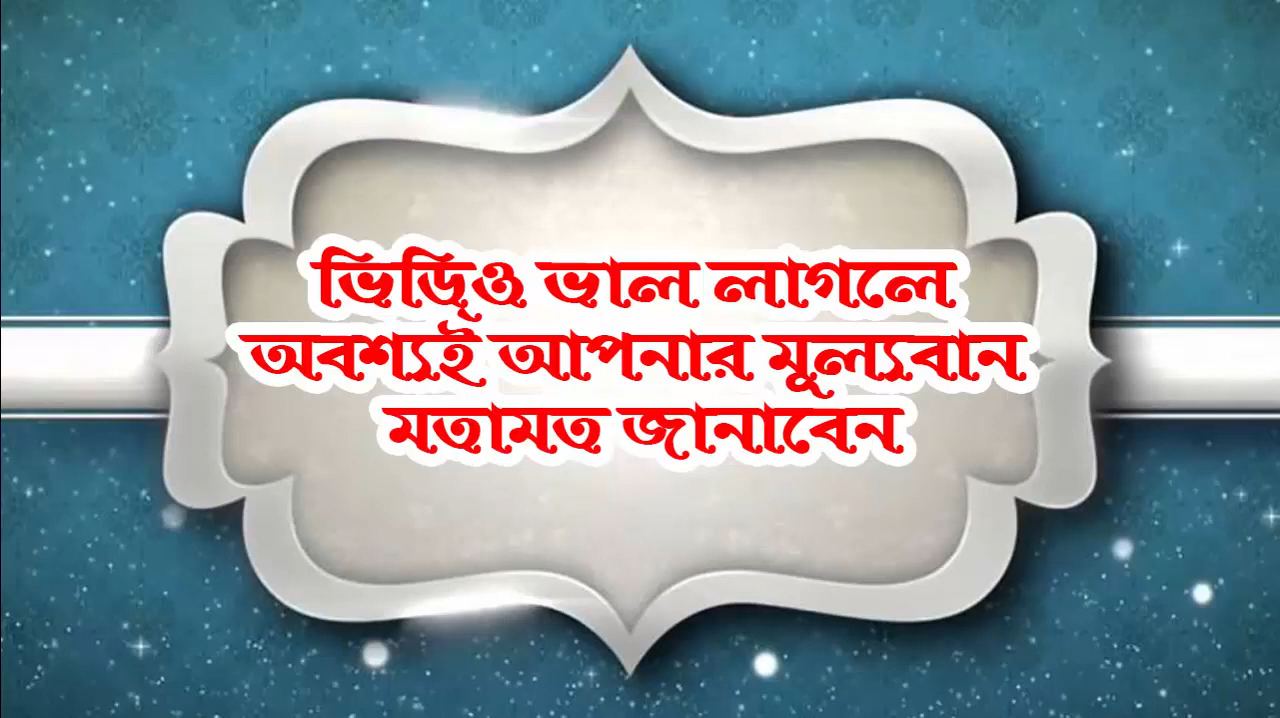 ভিডিও ভাল লাগলে
অবশ্যই আপনার মুল্যবান
মতামত জানাবেন